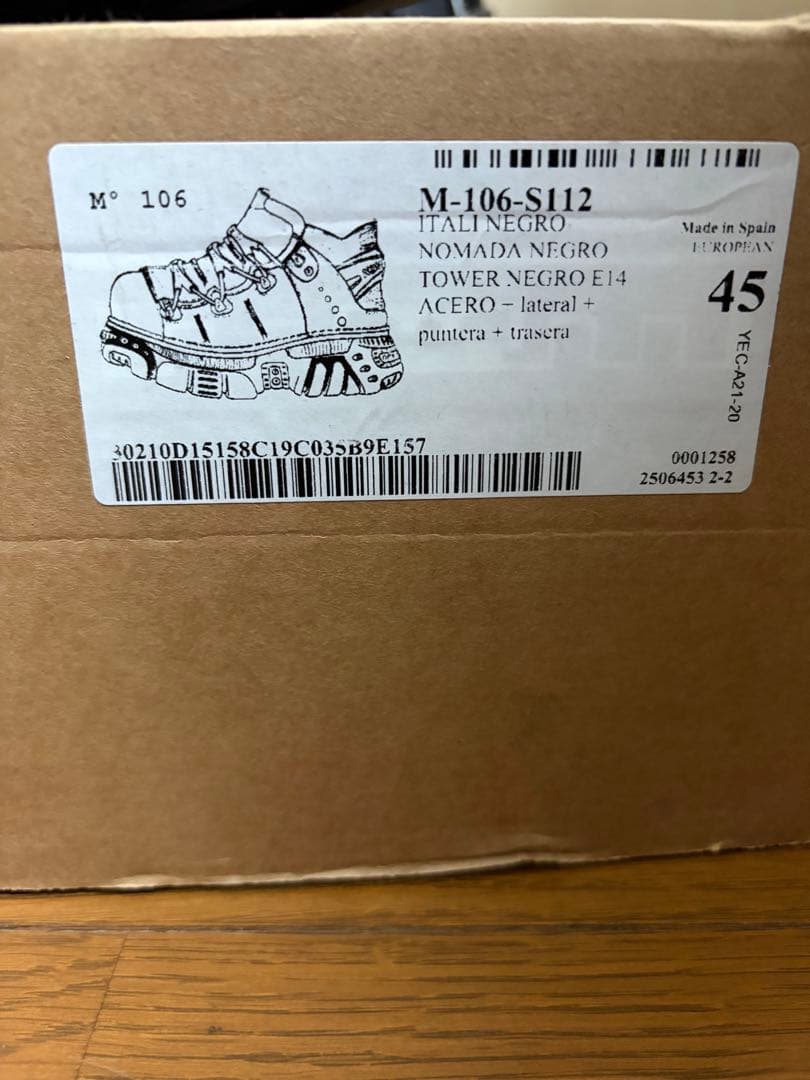 M° 106
M-106-S112
ITALI NEGRO
NOMADA NEGRO
TOWER NEGRO E14
ACERO - lateral +
puntera + trasera
Made in Spain
EUROPEAN
45
YEC-A21-20
30210D15158C19C035B9E157
0001258
2506453 2-2